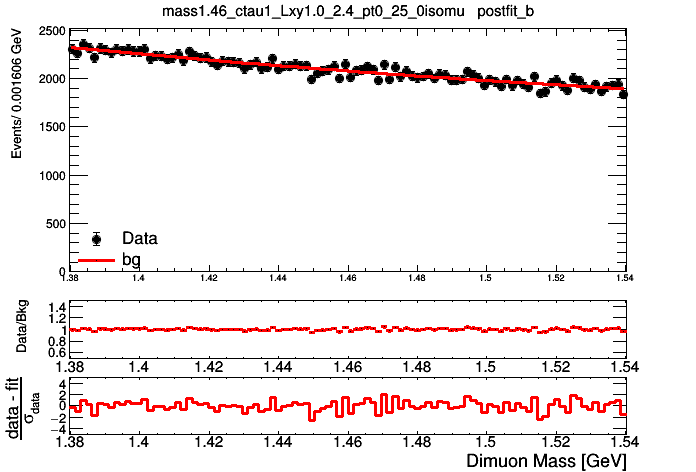 mass1.46_ctau1_Lxy1.0_2.4_pt0_25_0isomu postfit_b
Events/ 0.001606 GeV
2500
2000
1500
1000
500
0
Data
bg
1.38 1.4 1.42 1.44 1.46 1.48 1.5 1.52 1.54
Data/Bkg
1.4
1.2
1
0.8
0.6
1.38 1.4 1.42 1.44 1.46 1.48 1.5 1.52 1.54
data - fit
σdata
4
2
0
−2
−4
1.38 1.4 1.42 1.44 1.46 1.48 1.5 1.52 1.54
Dimuon Mass [GeV]